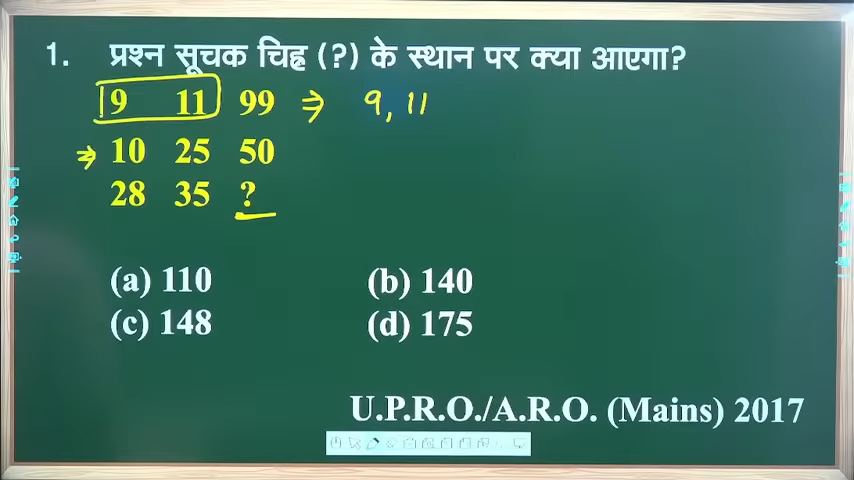 1. प्रश्न सूचक चिह्न (?) के स्थान पर क्या आएगा?
9 11 99 ⇒ 9, 11
⇒ 10 25 50
28 35 ?
(a) 110 (b) 140
(c) 148 (d) 175
U.P.R.O./A.R.O. (Mains) 2017